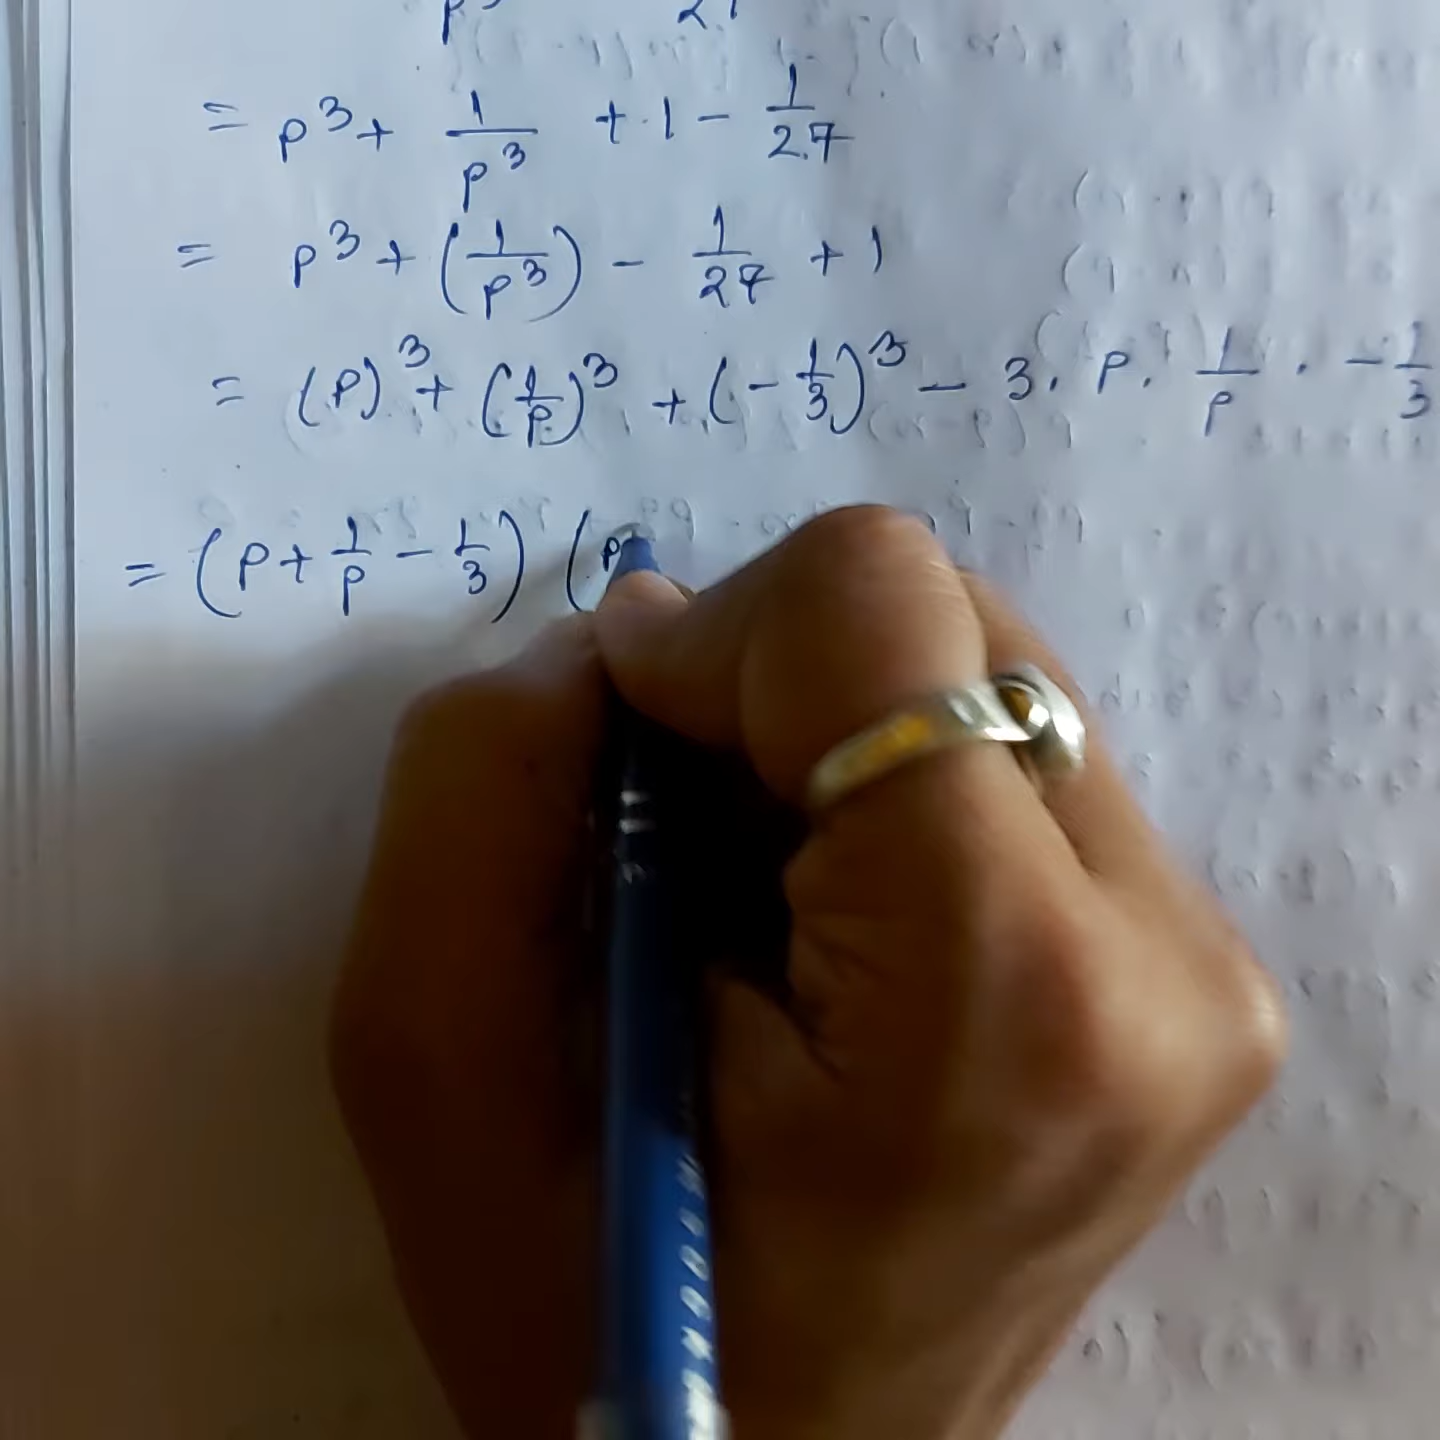 = p³ + 1/p³ + 1 - 1/27
= p³ + (1/p³) - 1/27 + 1
= (p)³ + (1/p)³ + (-1/3)³ - 3 . p . 1/p . -1/3
= (p + 1/p - 1/3) (p